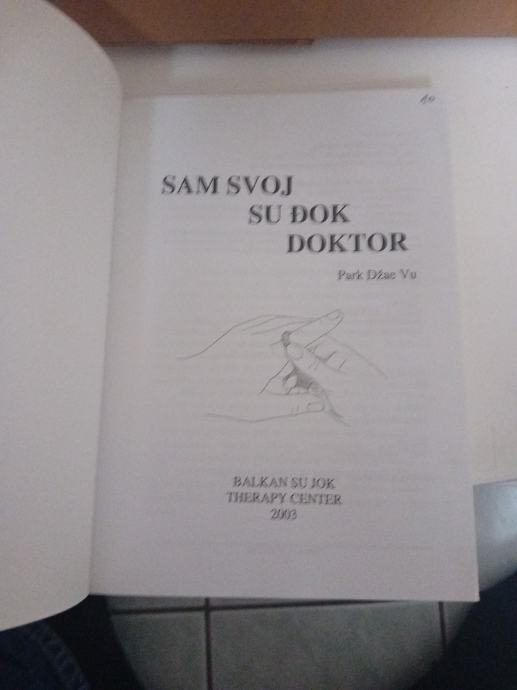 SAM SVOJ
SU ĐOK
DOKTOR
Park Džae Vu
BALKAN SU JOK
THERAPY CENTER
2003